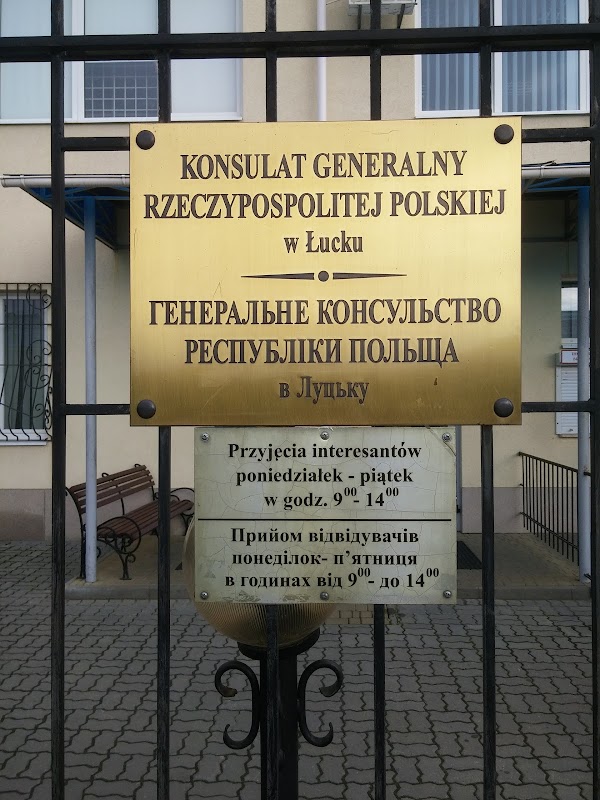 KONSULAT GENERALNY
RZECZYPOSPOLITEJ POLSKIEJ
w Łucku
ГЕНЕРАЛЬНЕ КОНСУЛЬСТВО
РЕСПУБЛІКИ ПОЛЬЩА
в Луцьку
Przyjęcia interesantów
poniedziałek - piątek
w godz. 9⁰⁰- 14⁰⁰
Прийом відвідувачів
понеділок- п’ятниця
в годинах від 9⁰⁰- до 14⁰⁰